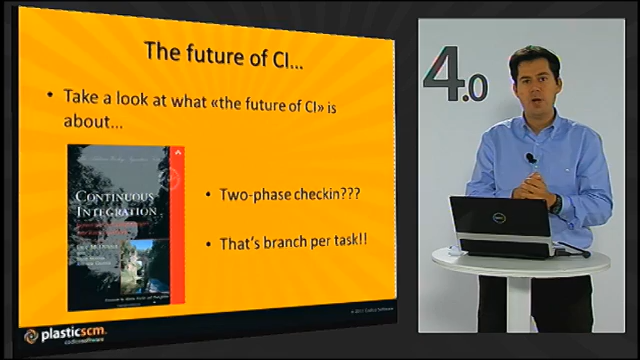 The future of CI...
• Take a look at what «the future of CI» is
about...
CONTINUOUS
INTEGRATION
• Two-phase checkin???
• That's branch per task!!
plasticscm
codicesoftware
4.0
DELL